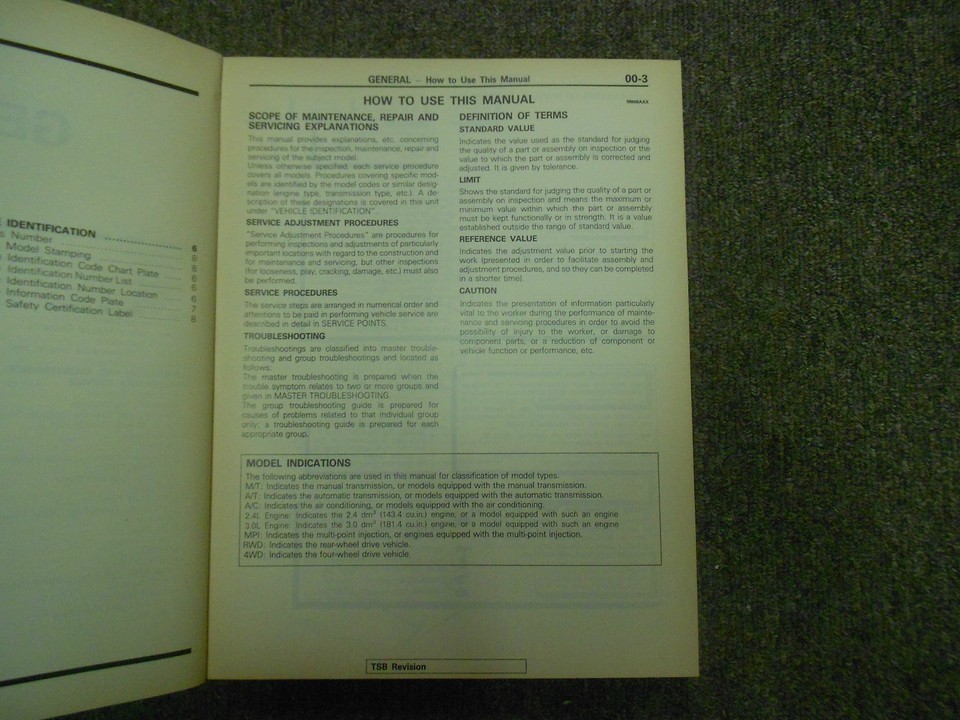 IDENTIFICATION
Number
Model Stamping 6
Identification Code Chart Plate
Identification Number List
Identification Number Location
Information Code Plate 6
Safety Certification Label 7
8
GENERAL – How to Use This Manual 00-3
HOW TO USE THIS MANUAL
SCOPE OF MAINTENANCE, REPAIR AND
SERVICING EXPLANATIONS
This manual provides explanations, etc. concerning
procedures for the inspection, maintenance, repair and
servicing of the subject model.
Unless otherwise specified, each service procedure
covers all models. Procedures covering specific mod-
els are identified by the model codes or similar desig-
nation (engine type, transmission type, etc.). A de-
scription of these designations is covered in this unit
under "VEHICLE IDENTIFICATION".
SERVICE ADJUSTMENT PROCEDURES
"Service Adjustment Procedures" are procedures for
performing inspections and adjustments of particularly
important locations with regard to the construction and
for maintenance and servicing, but other inspections
(for looseness, play, cracking, damage, etc.) must also
be performed.
SERVICE PROCEDURES
The service steps are arranged in numerical order and
attentions to be paid in performing vehicle service are
described in detail in SERVICE POINTS.
TROUBLESHOOTING
Troubleshootings are classified into master trouble-
shooting and group troubleshootings and located as
follows:
The master troubleshooting is prepared when the
trouble symptom relates to two or more groups and
given in MASTER TROUBLESHOOTING.
The group troubleshooting guide is prepared for
causes of problems related to that individual group
only; a troubleshooting guide is prepared for each
appropriate group.
DEFINITION OF TERMS
STANDARD VALUE
Indicates the value used as the standard for judging
the quality of a part or assembly on inspection or the
value to which the part or assembly is corrected and
adjusted. It is given by tolerance.
LIMIT
Shows the standard for judging the quality of a part or
assembly on inspection and means the maximum or
minimum value within which the part or assembly
must be kept functionally or in strength. It is a value
established outside the range of standard value.
REFERENCE VALUE
Indicates the adjustment value prior to starting the
work (presented in order to facilitate assembly and
adjustment procedures, and so they can be completed
in a shorter time).
CAUTION
Indicates the presentation of information particularly
vital to the worker during the performance of mainte-
nance and servicing procedures in order to avoid the
possibility of injury to the worker, or damage to
component parts, or a reduction of component or
vehicle function or performance, etc.
MODEL INDICATIONS
The following abbreviations are used in this manual for classification of model types.
M/T: Indicates the manual transmission, or models equipped with the manual transmission.
A/T: Indicates the automatic transmission, or models equipped with the automatic transmission.
A/C: Indicates the air conditioning, or models equipped with the air conditioning.
2.4L Engine: Indicates the 2.4 dm³ (143.4 cu.in.) engine, or a model equipped with such an engine
3.0L Engine: Indicates the 3.0 dm³ (181.4 cu.in.) engine, or a model equipped with such an engine
MPI: Indicates the multi-point injection, or engines equipped with the multi-point injection.
RWD: Indicates the rear-wheel drive vehicle.
4WD: Indicates the four-wheel drive vehicle.
TSB Revision